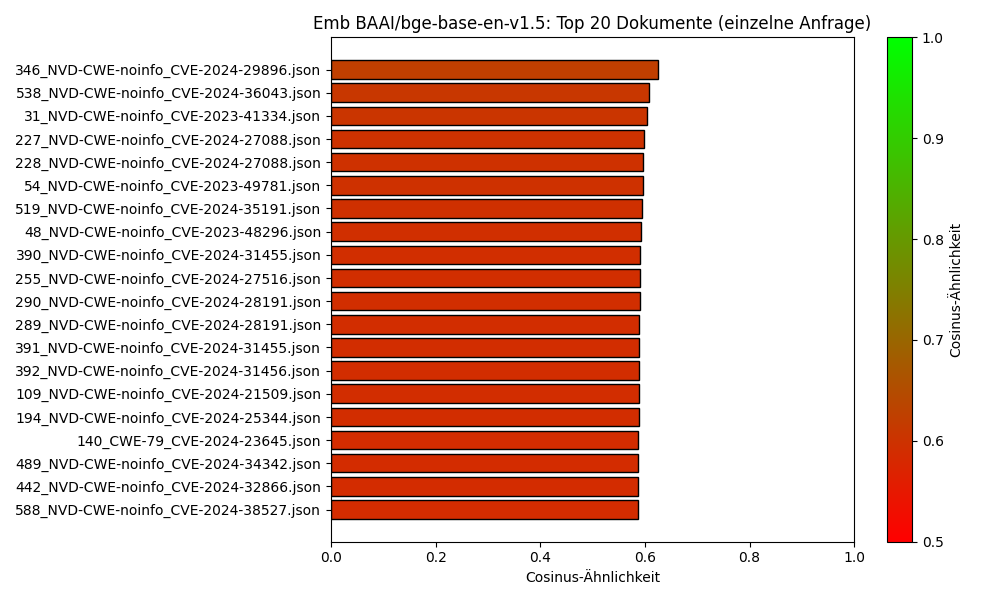 Emb BAAI/bge-base-en-v1.5: Top 20 Dokumente (einzelne Anfrage)
346_NVD-CWE-noinfo_CVE-2024-29896.json
538_NVD-CWE-noinfo_CVE-2024-36043.json
31_NVD-CWE-noinfo_CVE-2023-41334.json
227_NVD-CWE-noinfo_CVE-2024-27088.json
228_NVD-CWE-noinfo_CVE-2024-27088.json
54_NVD-CWE-noinfo_CVE-2023-49781.json
519_NVD-CWE-noinfo_CVE-2024-35191.json
48_NVD-CWE-noinfo_CVE-2023-48296.json
390_NVD-CWE-noinfo_CVE-2024-31455.json
255_NVD-CWE-noinfo_CVE-2024-27516.json
290_NVD-CWE-noinfo_CVE-2024-28191.json
289_NVD-CWE-noinfo_CVE-2024-28191.json
391_NVD-CWE-noinfo_CVE-2024-31455.json
392_NVD-CWE-noinfo_CVE-2024-31456.json
109_NVD-CWE-noinfo_CVE-2024-21509.json
194_NVD-CWE-noinfo_CVE-2024-25344.json
140_CWE-79_CVE-2024-23645.json
489_NVD-CWE-noinfo_CVE-2024-34342.json
442_NVD-CWE-noinfo_CVE-2024-32866.json
588_NVD-CWE-noinfo_CVE-2024-38527.json
0.0 0.2 0.4 0.6 0.8 1.0
Cosinus-Ähnlichkeit
1.0
0.9
0.8
0.7
0.6
0.5
Cosinus-Ähnlichkeit